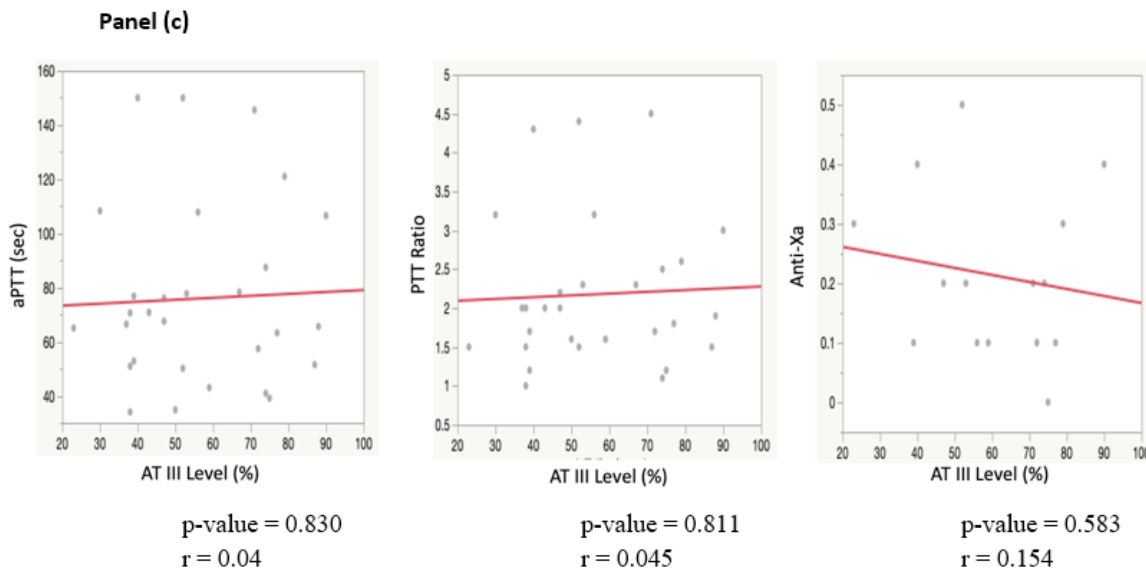 Panel (c)
160
140
120
100
80
60
40
aPTT (sec)
20 30 40 50 60 70 80 90 100
AT III Level (%)
p-value = 0.830
r = 0.04
5
4.5
4
3.5
3
2.5
2
1.5
1
0.5
PTT Ratio
20 30 40 50 60 70 80 90 100
AT III Level (%)
p-value = 0.811
r = 0.045
0.5
0.4
0.3
0.2
0.1
0
Anti-Xa
20 30 40 50 60 70 80 90 100
AT III Level (%)
p-value = 0.583
r = 0.154